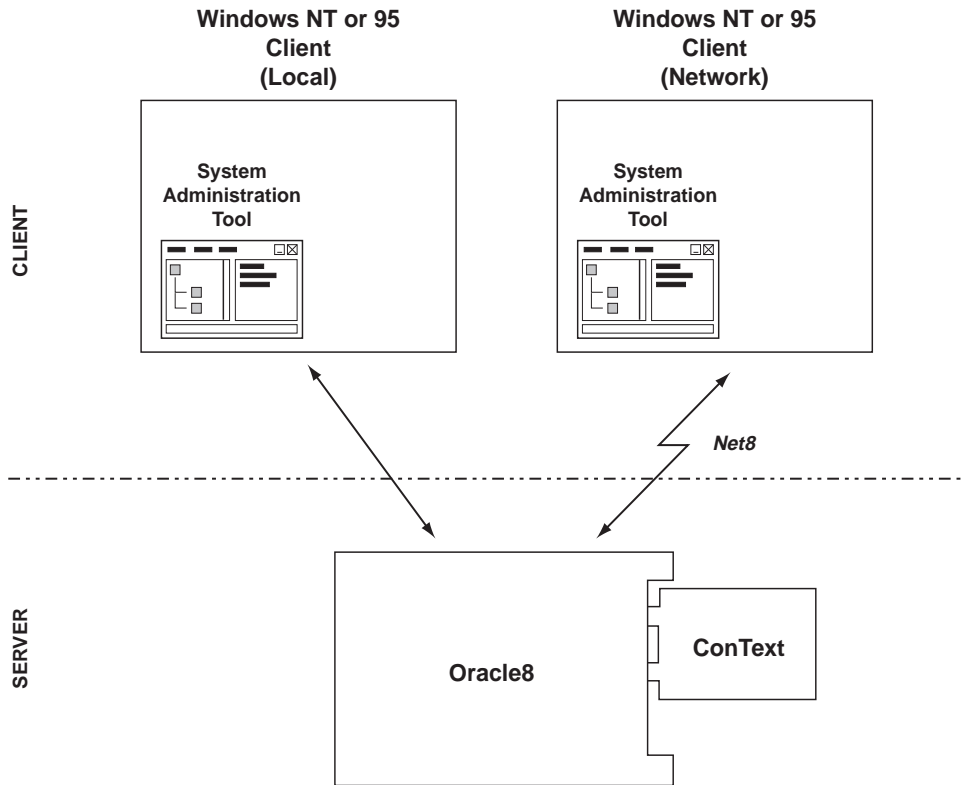 Windows NT or 95
Client
(Local)
Windows NT or 95
Client
(Network)
System
Administration
Tool
System
Administration
Tool
CLIENT
Net8
SERVER
Oracle8
ConText